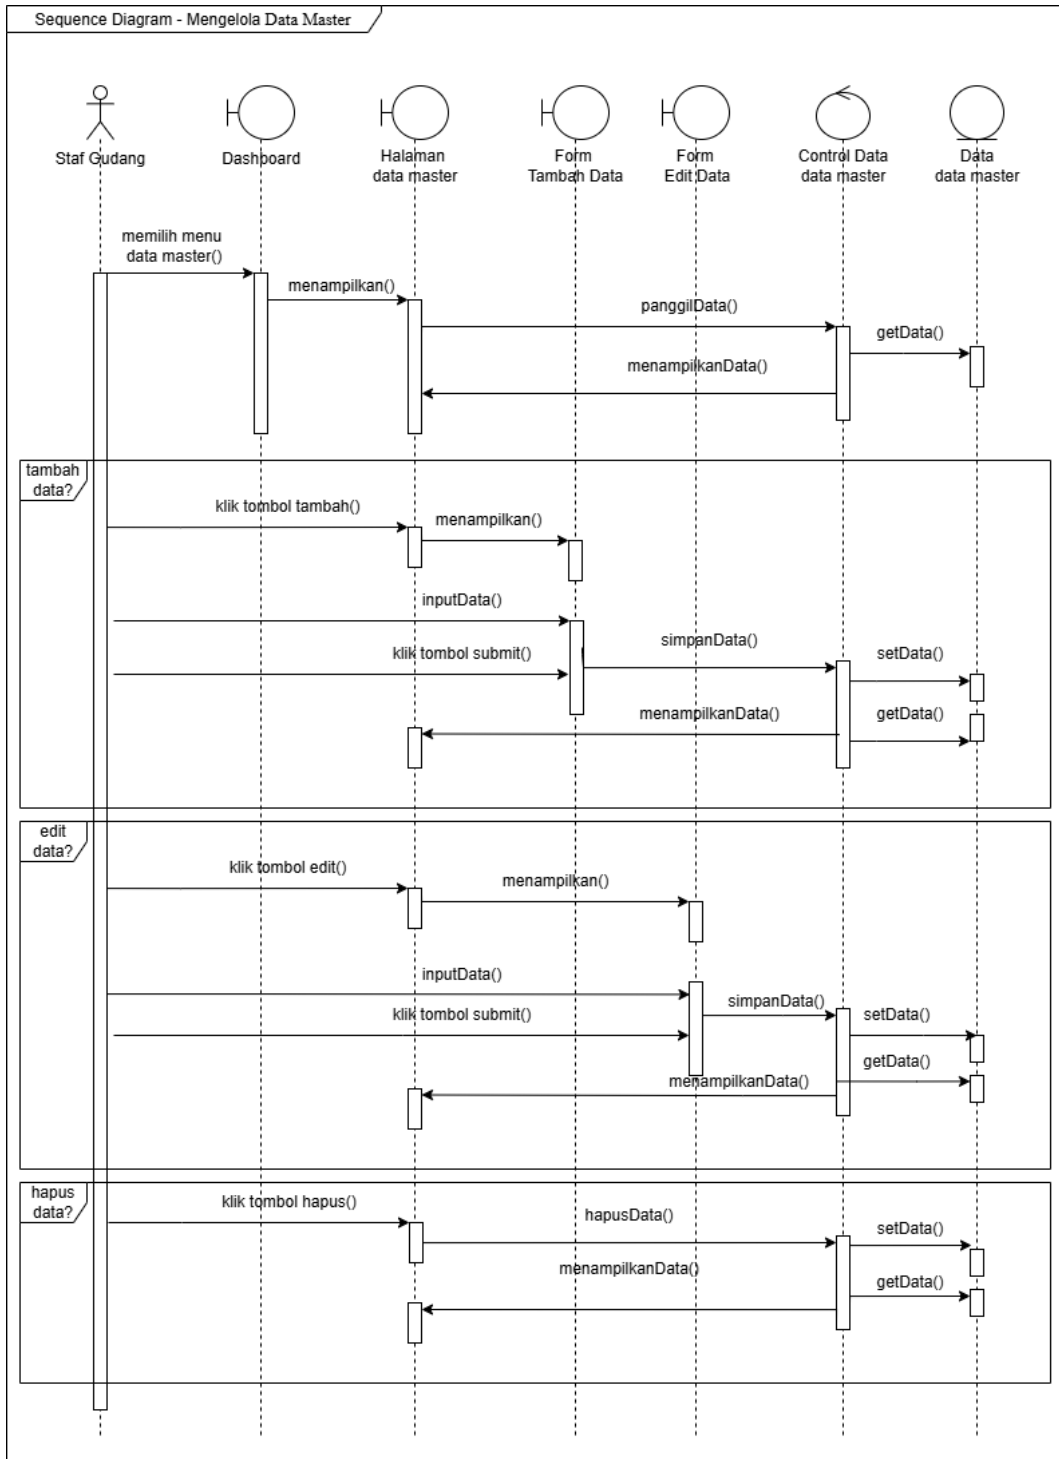 Sequence Diagram - Mengelola Data Master
Staf Gudang
Dashboard
Halaman
data master
Form
Tambah Data
Form
Edit Data
Control Data
data master
Data
data master
memilih menu
data master()
menampilkan()
panggilData()
getData()
menampilkanData()
tambah
data?
klik tombol tambah()
menampilkan()
inputData()
klik tombol submit()
simpanData()
setData()
menampilkanData()
getData()
edit
data?
klik tombol edit()
menampilkan()
inputData()
klik tombol submit()
simpanData()
setData()
getData()
menampilkanData()
hapus
data?
klik tombol hapus()
hapusData()
setData()
menampilkanData()
getData()